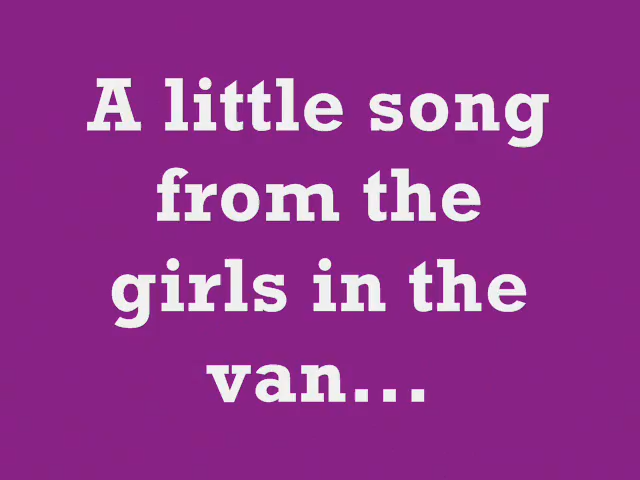 A little song
from the
girls in the
van...